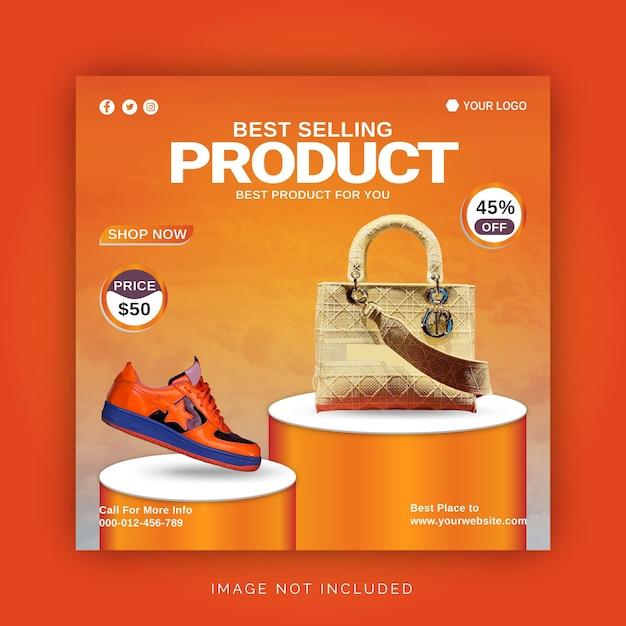 YOUR LOGO
BEST SELLING
PRODUCT
BEST PRODUCT FOR YOU
45%
OFF
SHOP NOW
PRICE
$50
Call For More Info
000-012-456-789
Best Place to
www.yourwebsite.com
IMAGE NOT INCLUDED